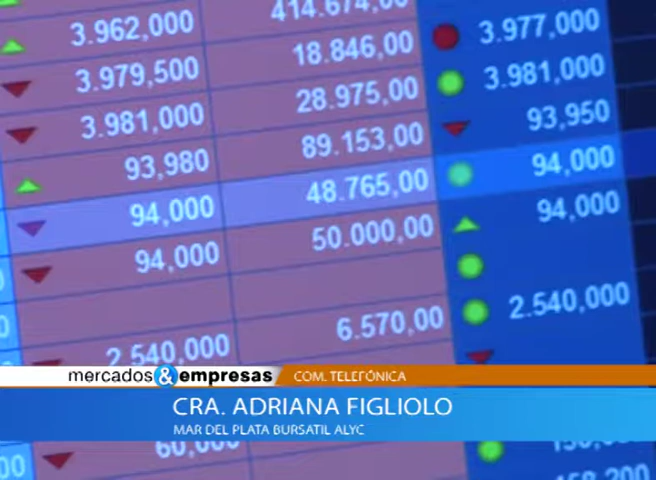 3.962,000 414.674,00 3.977,000
3.979,500 18.846,00 3.981,000
3.981,000 28.975,00 93,950
93,980 89.153,00 94,000
94,000 48.765,00 94,000
94,000 50.000,00
2.540,000 6.570,00 2.540,000
mercados&empresas COM. TELEFÓNICA
CRA. ADRIANA FIGLIOLO
MAR DEL PLATA BURSATIL ALYC
60,000